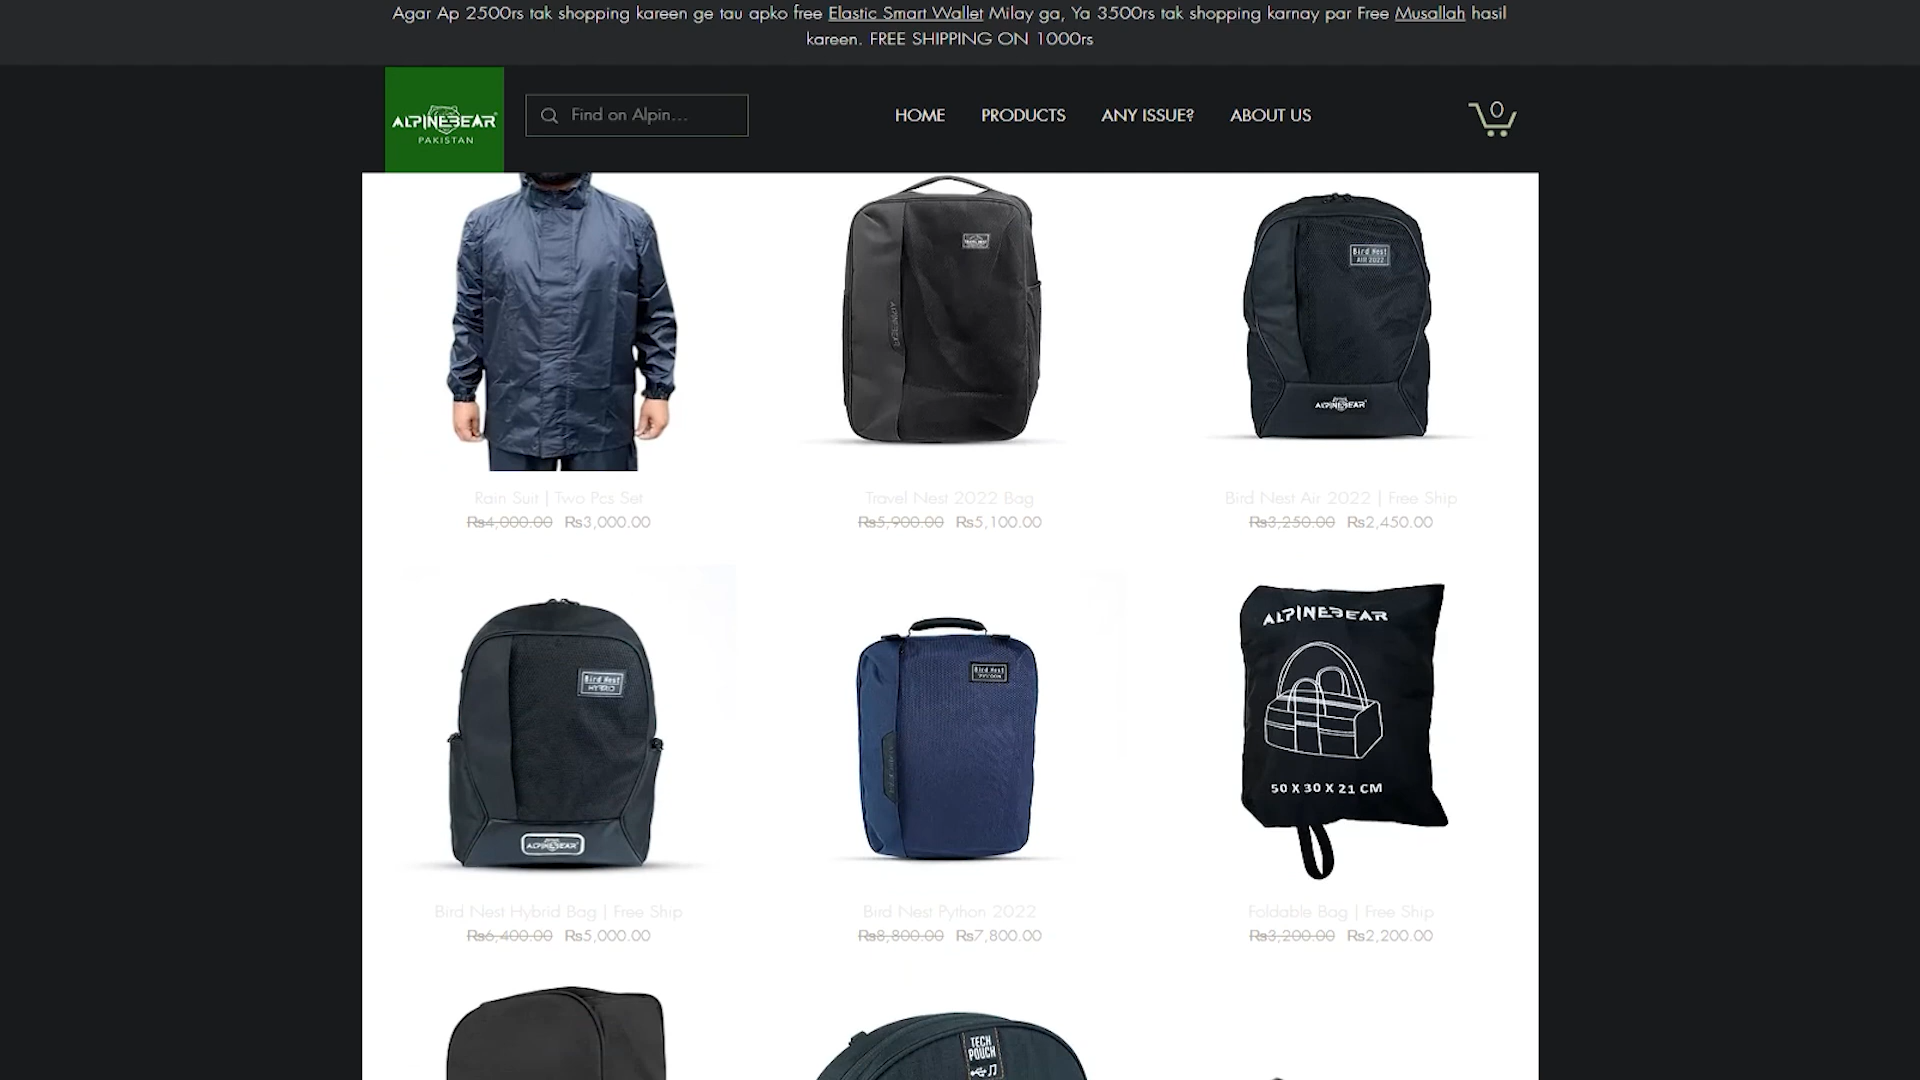 Agar Ap 2500rs tak shopping kareen ge tau apko free Elastic Smart Wallet Milay ga, Ya 3500rs tak shopping karnay par Free Musallah hasil
kareen. FREE SHIPPING ON 1000rs
ALPINEBEAR
PAKISTAN
Find on Alpin...
HOME PRODUCTS ANY ISSUE? ABOUT US
0
TRAVEL NEST
Bird Nest
AIR 2022
ALPINEBEAR
ALPINEBEAR
Rain Suit | Two Pcs Set
Rs4,000.00 Rs3,000.00
Travel Nest 2022 Bag
Rs5,900.00 Rs5,100.00
Bird Nest Air 2022 | Free Ship
Rs3,250.00 Rs2,450.00
Bird Nest
HYBRID
ALPINEBEAR
Bird Nest
PYTHON
ALPINEBEAR
ALPINEBEAR
50 X 30 X 21 CM
Bird Nest Hybrid Bag | Free Ship
Rs6,400.00 Rs5,000.00
Bird Nest Python 2022
Rs8,800.00 Rs7,800.00
Foldable Bag | Free Ship
Rs3,200.00 Rs2,200.00
TECH
POUCH